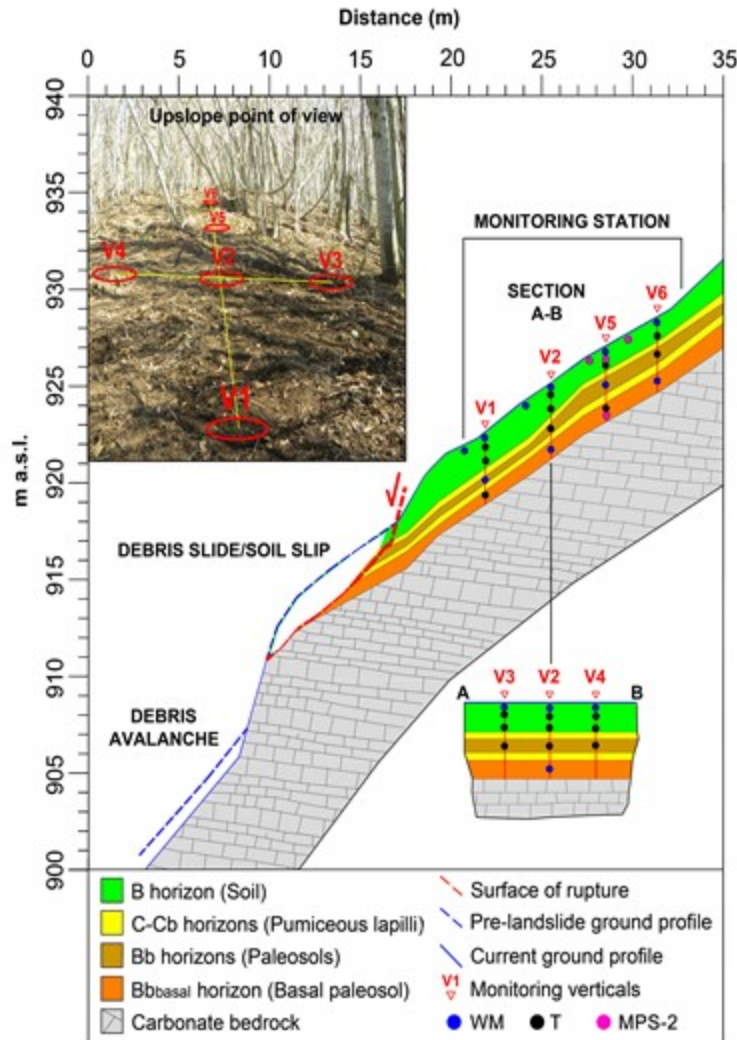 Distance (m)
0 5 10 15 20 25 30 35
940
935
930
925
920
915
910
905
900
m a.s.l.
Upslope point of view
V6
V5
V4
V2
V3
V1
MONITORING STATION
SECTION
A-B
V6
V5
V2
V1
DEBRIS SLIDE/SOIL SLIP
DEBRIS
AVALANCHE
V3 V2 V4
A B
B horizon (Soil)
C-Cb horizons (Pumiceous lapilli)
Bb horizons (Paleosols)
Bbbasal horizon (Basal paleosol)
Carbonate bedrock
Surface of rupture
Pre-landslide ground profile
Current ground profile
V1 Monitoring verticals
WM T MPS-2